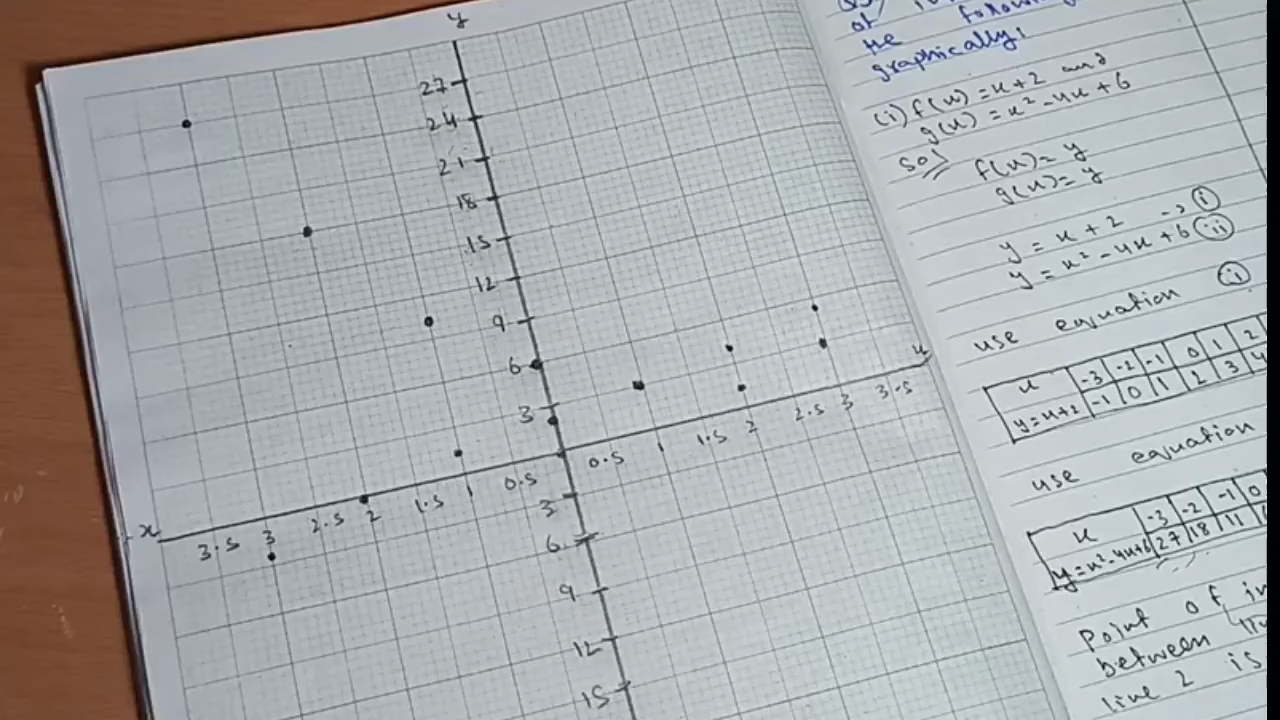 y
27
24
21
18
15
12
9
6
3
x 3.5 3 2.5 2 1.5 1 0.5 0.5 1 1.5 2 2.5 3 3.5 x
3
6
9
12
15
of
the following
graphically!
(i) f(x) = x+2 and
g(x) = x² - 4x + 6
Sol
f(x) = y
g(x) = y
y = x + 2 → (i)
y = x² - 4x + 6 (ii)
use equation (i)
x -3 -2 -1 0 1 2
y=x+2 -1 0 1 2 3 4
use equation
x -3 -2 -1 0
y=x²-4x+6 27 18 11
Point of
between
line 2 is